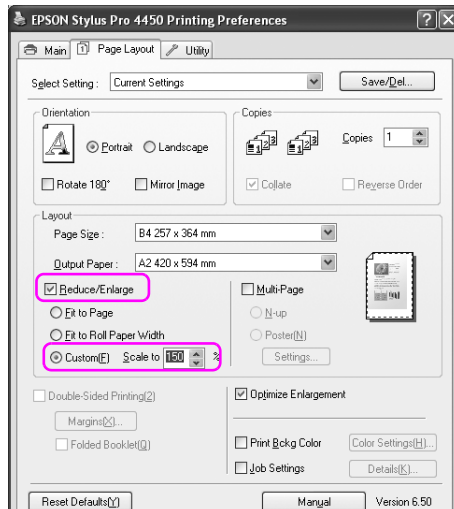 EPSON Stylus Pro 4450 Printing Preferences
Main Page Layout Utility
Select Setting : Current Settings Save/Del...
Orientation
A Portrait Landscape
Rotate 180° Mirror Image
Copies
Copies 1
Collate Reverse Order
Layout
Page Size : B4 257 x 364 mm
Output Paper : A2 420 x 594 mm
Reduce/Enlarge
Fit to Page
Fit to Roll Paper Width
Custom(F) Scale to 150 %
Multi-Page
N-up
Poster(N)
Settings...
Double-Sided Printing(2)
Margins(X)...
Folded Booklet(Q)
Optimize Enlargement
Print Bckg Color Color Settings(H)...
Job Settings Details(K)...
Reset Defaults(Y) Manual Version 6.50